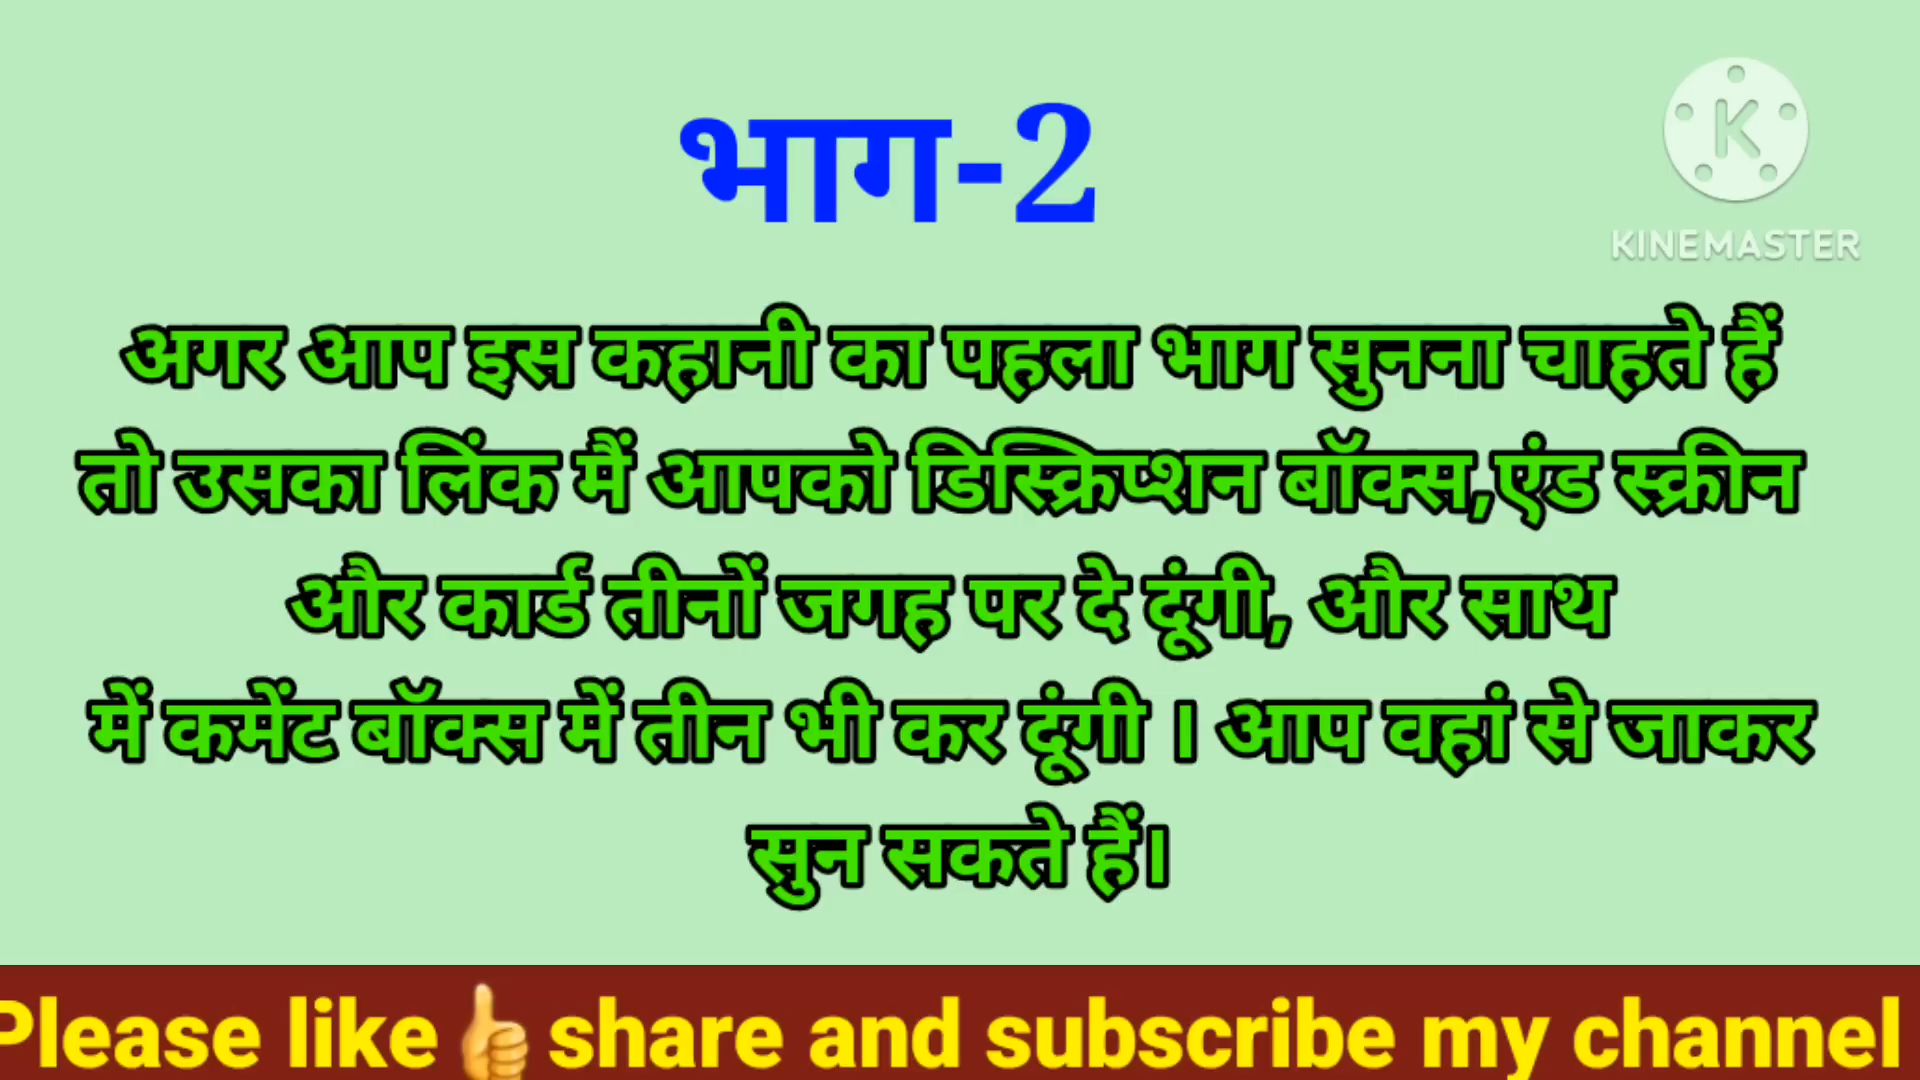 भाग-2
K
KINEMASTER
अगर आप इस कहानी का पहला भाग सुनना चाहते हैं
तो उसका लिंक मैं आपको डिस्क्रिप्शन बॉक्स,एंड स्क्रीन
और कार्ड तीनों जगह पर दे दूंगी, और साथ
में कमेंट बॉक्स में तीन भी कर दूंगी । आप वहां से जाकर
सुन सकते हैं।
Please like 👍 share and subscribe my channel